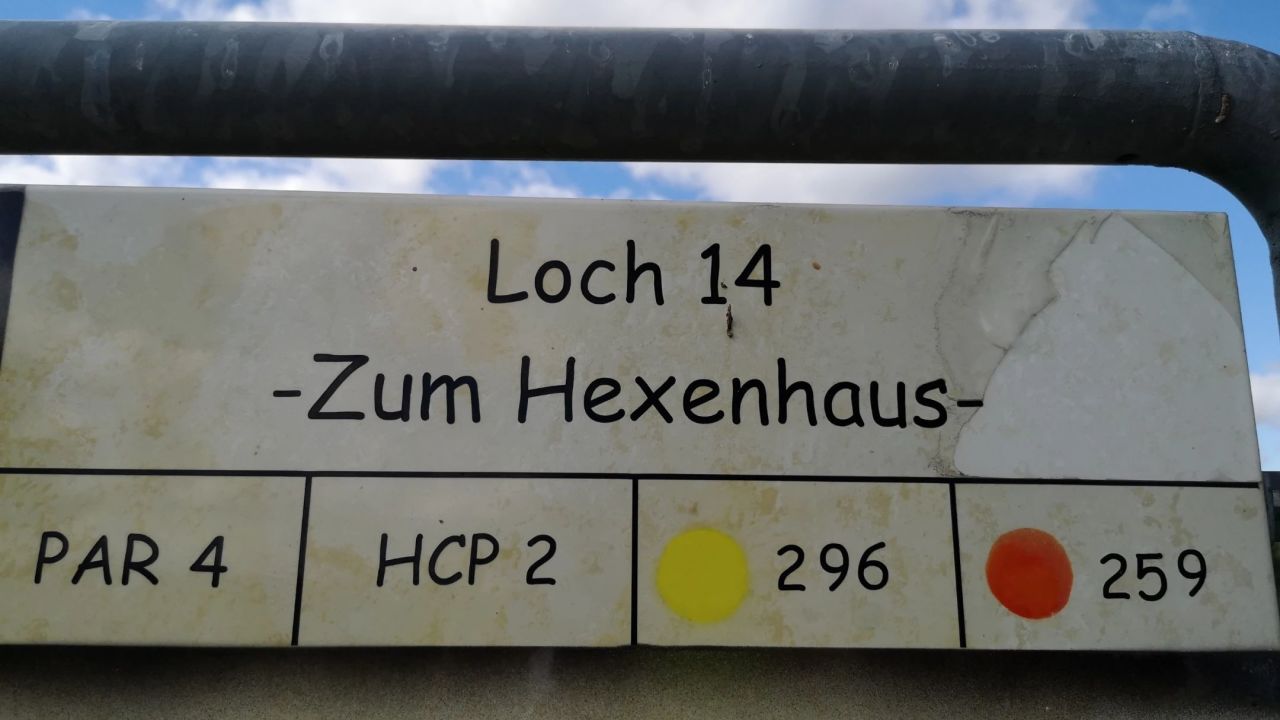 Loch 14
-Zum Hexenhaus-
PAR 4 HCP 2 296 259